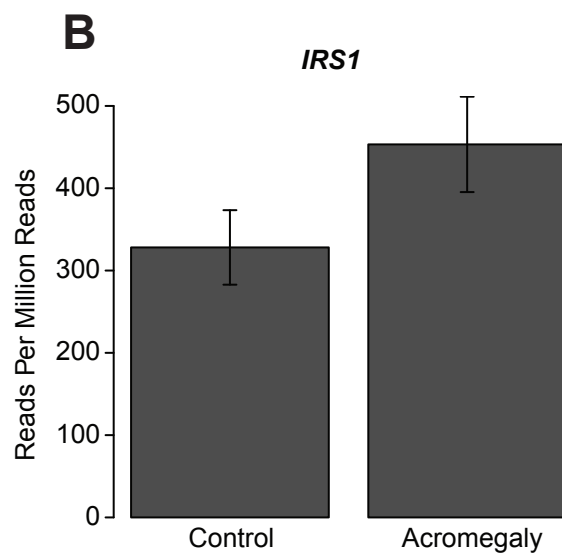 B
IRS1
Reads Per Million Reads
500
400
300
200
100
0
Control
Acromegaly